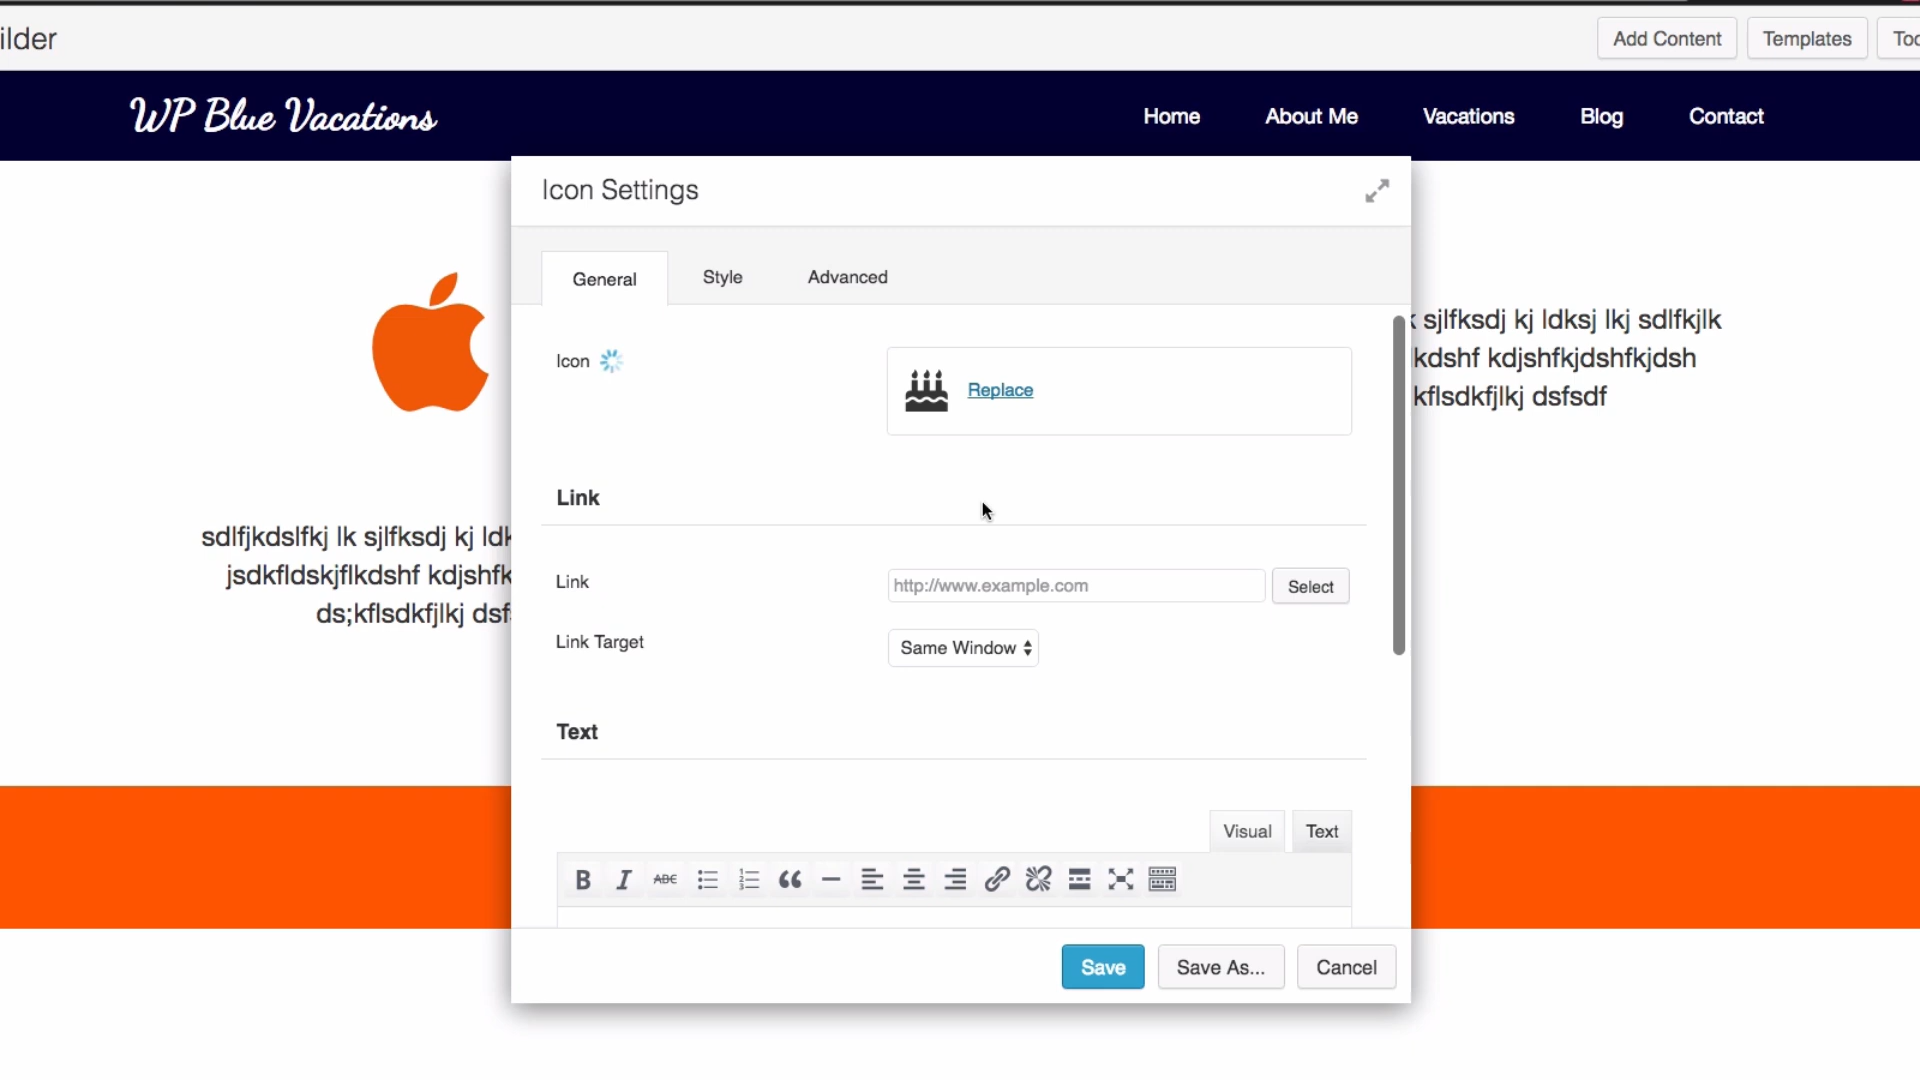 ilder
Add Content
Templates
Too
WP Blue Vacations
Home
About Me
Vacations
Blog
Contact
Icon Settings
General
Style
Advanced
Icon
Replace
Link
Link
http://www.example.com
Select
Link Target
Same Window
Text
Visual
Text
B I ABC
Save
Save As...
Cancel
sdlfjkdslfkj lk sjlfksdj kj ldk
jsdkfldskjflkdshf kdjshfk
ds;kflsdkfjlkj dsf
k sjlfksdj kj ldksj lkj sdlfkjlk
lkdshf kdjshfkjdshfkjdsh
kflsdkfjlkj dsfsdf